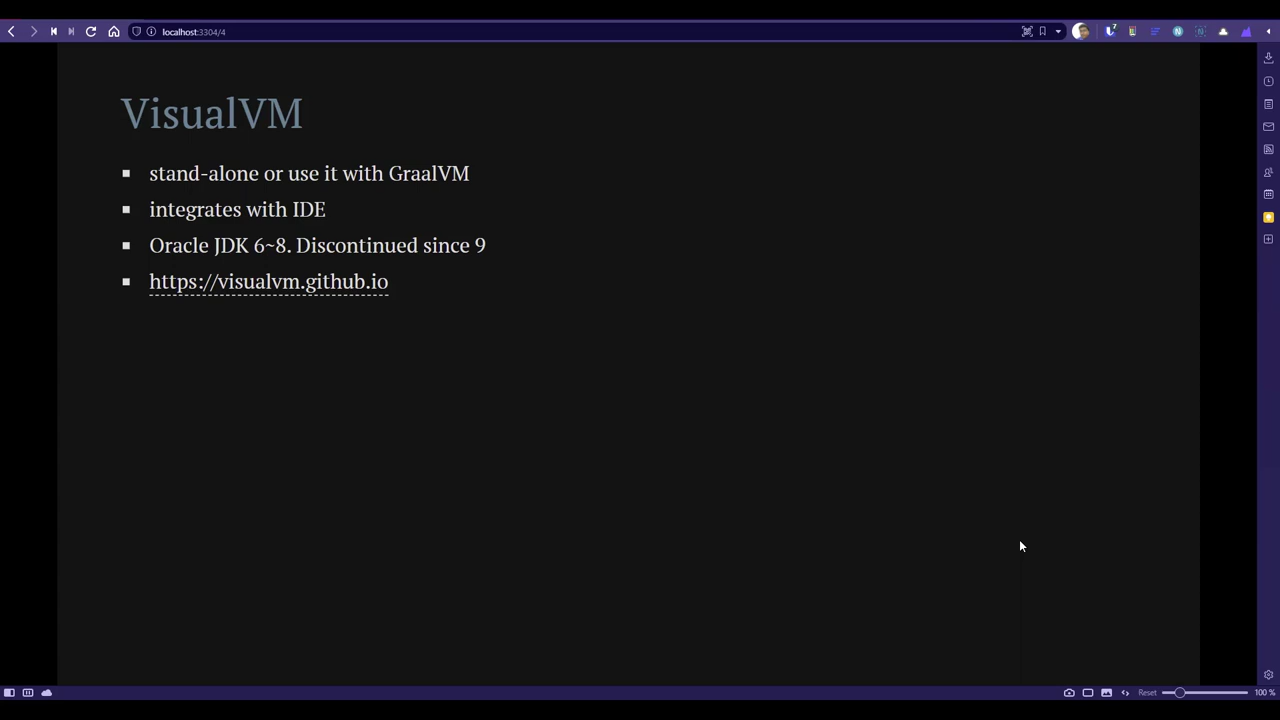 localhost:3304/4
7
VisualVM
stand-alone or use it with GraalVM
integrates with IDE
Oracle JDK 6~8. Discontinued since 9
https://visualvm.github.io
Reset
100 %